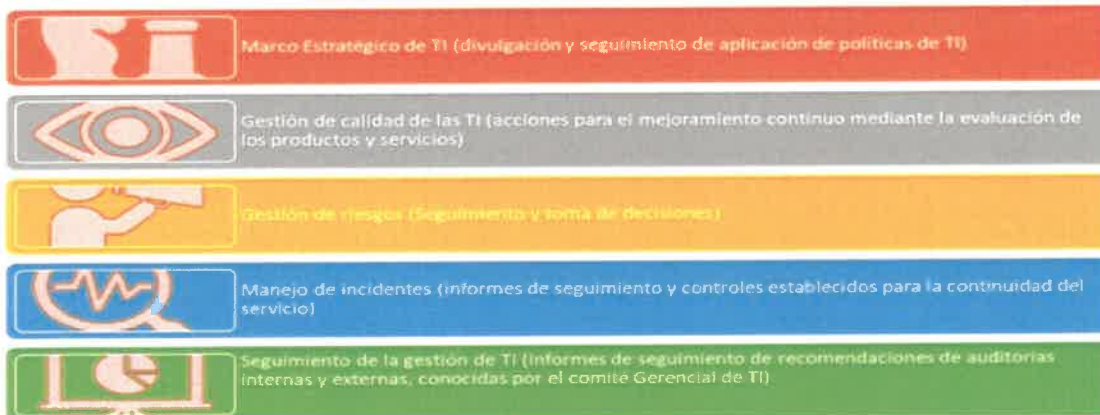 Marco Estratégico de TI (divulgación y seguimiento de aplicación de políticas de TI)
Gestión de calidad de las TI (acciones para el mejoramiento continuo mediante la evaluación de
los productos y servicios)
Gestión de riesgos (Seguimiento y toma de decisiones)
Manejo de incidentes (informes de seguimiento y controles establecidos para la continuidad del
servicio)
Seguimiento de la gestión de TI (Informes de seguimiento de recomendaciones de auditorias
internas y externas, conocidas por el comité Gerencial de TI)